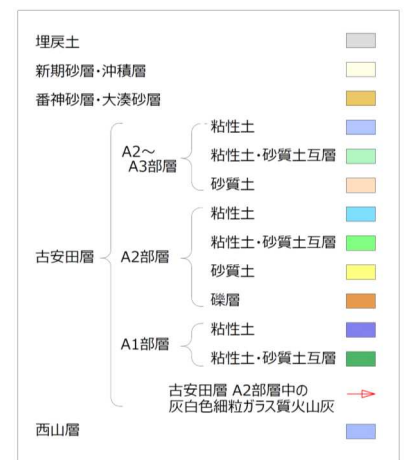 埋戻土
新期砂層・沖積層
番神砂層・大湊砂層
古安田層
A2～
A3部層
粘性土
粘性土・砂質土互層
砂質土
A2部層
粘性土
粘性土・砂質土互層
砂質土
礫層
A1部層
粘性土
粘性土・砂質土互層
古安田層 A2部層中の
灰白色細粒ガラス質火山灰
西山層